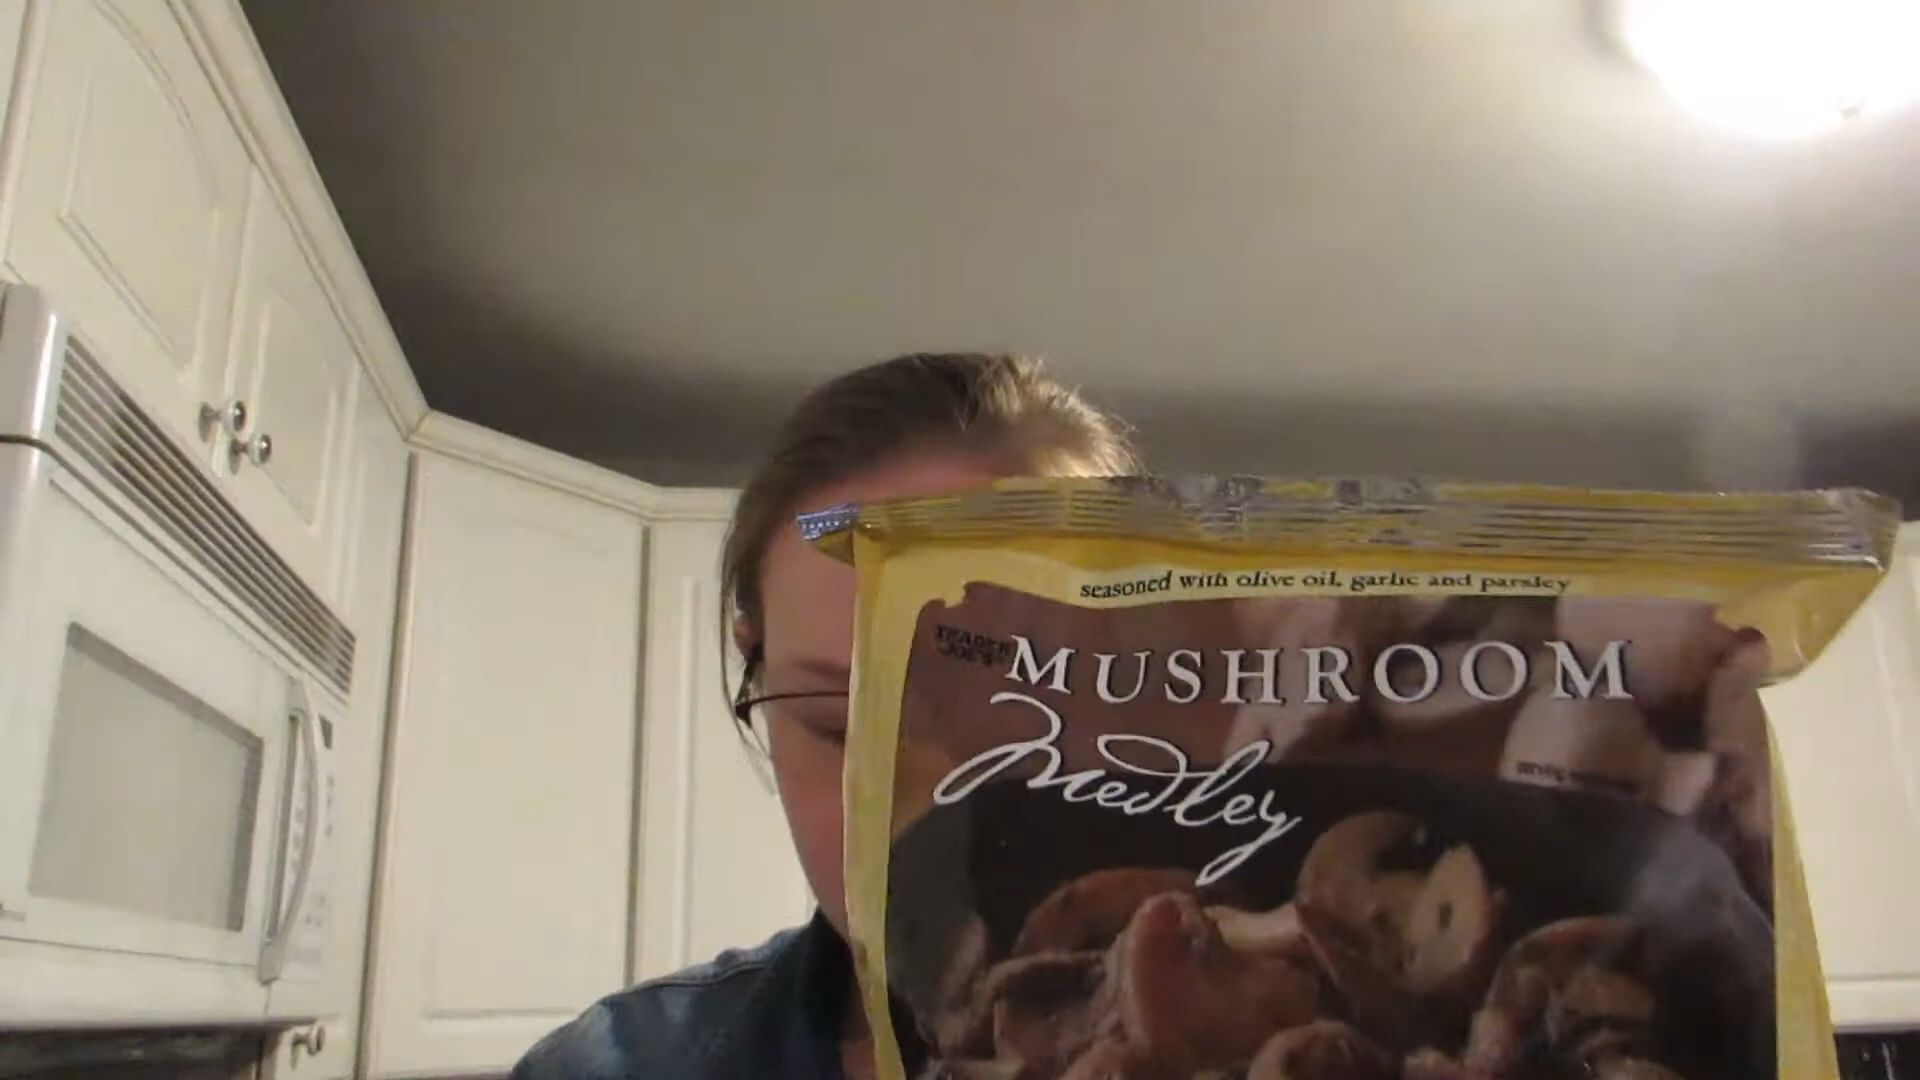 seasoned with olive oil, garlic and parsley
TRADER
JOE'S
MUSHROOM
Medley